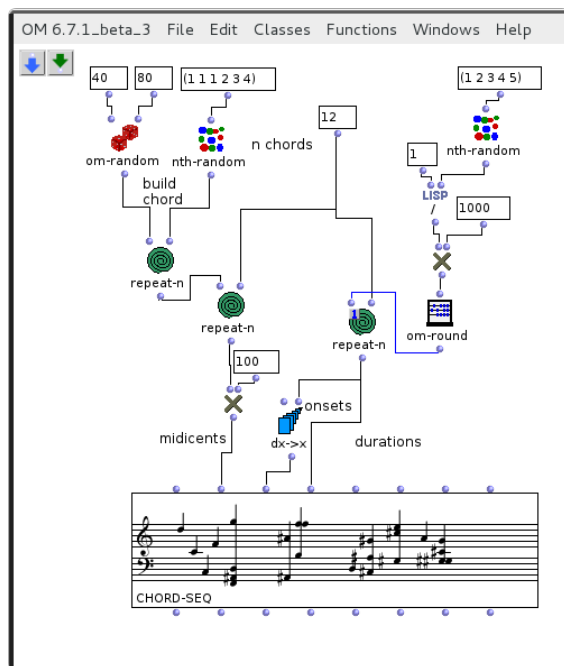 OM 6.7.1_beta_3 File Edit Classes Functions Windows Help
40
80
(1 1 1 2 3 4)
(1 2 3 4 5)
12
om-random
nth-random
n chords
nth-random
1
build
chord
LISP
/
1000
repeat-n
repeat-n
1
repeat-n
om-round
100
onsets
midicents
dx->x
durations
CHORD-SEQ